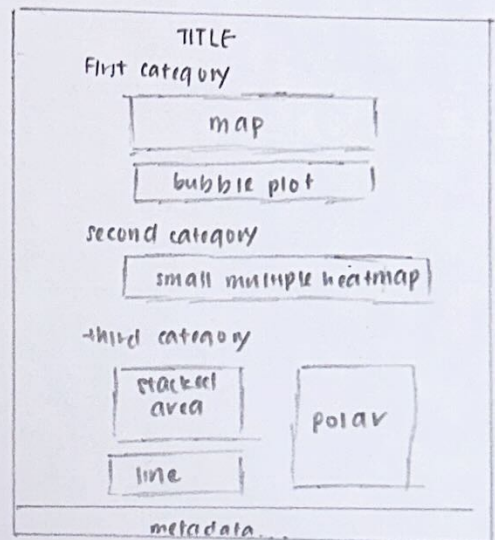 TITLE
First category
map
bubble plot
second category
small multiple heatmap
third category
stacked
area
polar
line
metadata...